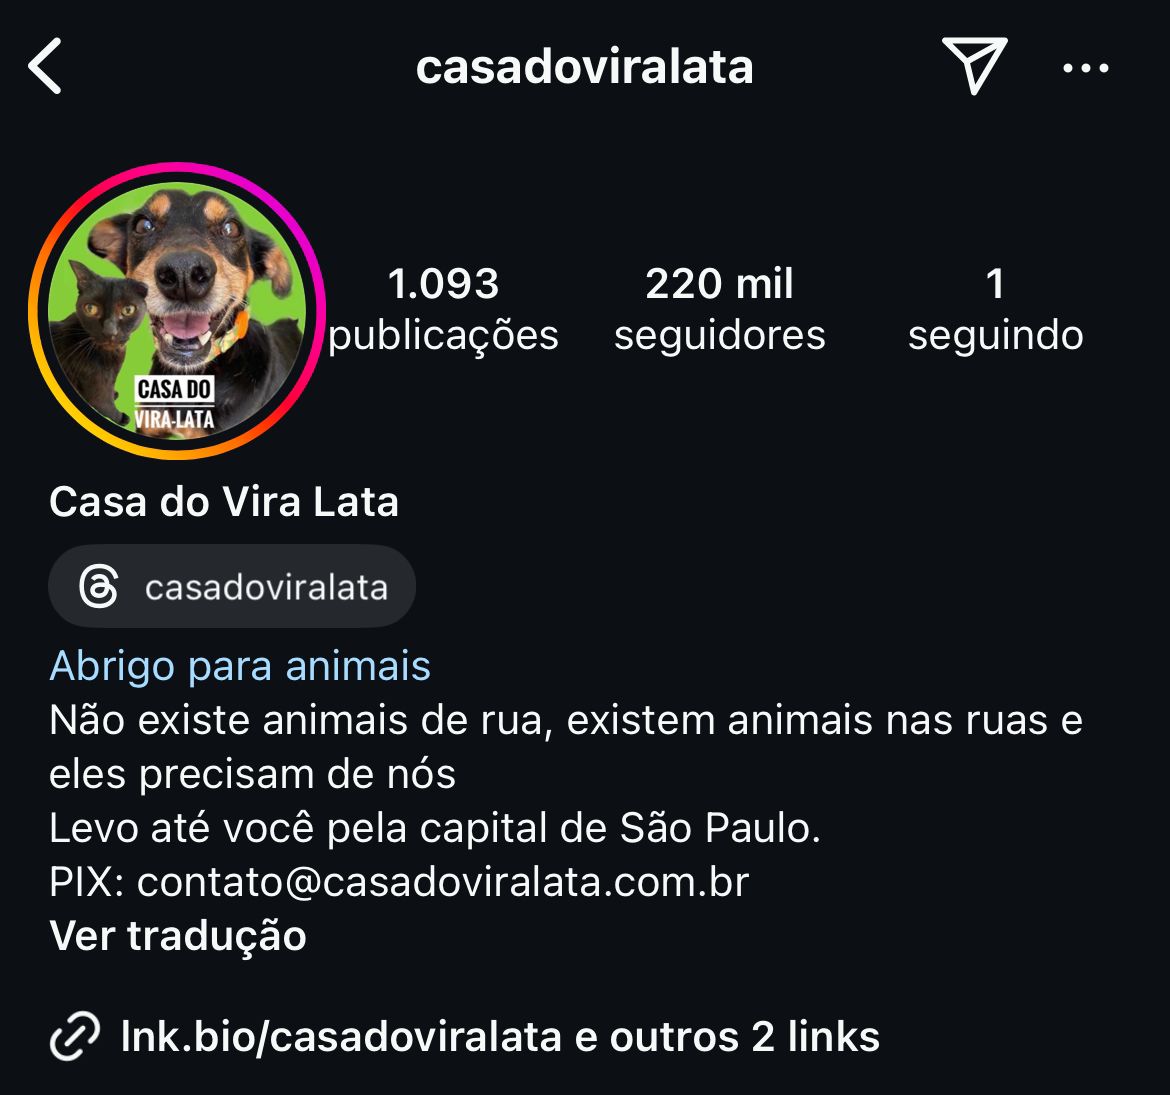 casadoviralata
CASA DO
VIRA-LATA
1.093
publicações
220 mil
seguidores
1
seguindo
Casa do Vira Lata
casadoviralata
Abrigo para animais
Não existe animais de rua, existem animais nas ruas e
eles precisam de nós
Levo até você pela capital de São Paulo.
PIX: contato@casadoviralata.com.br
Ver tradução
lnk.bio/casadoviralata e outros 2 links